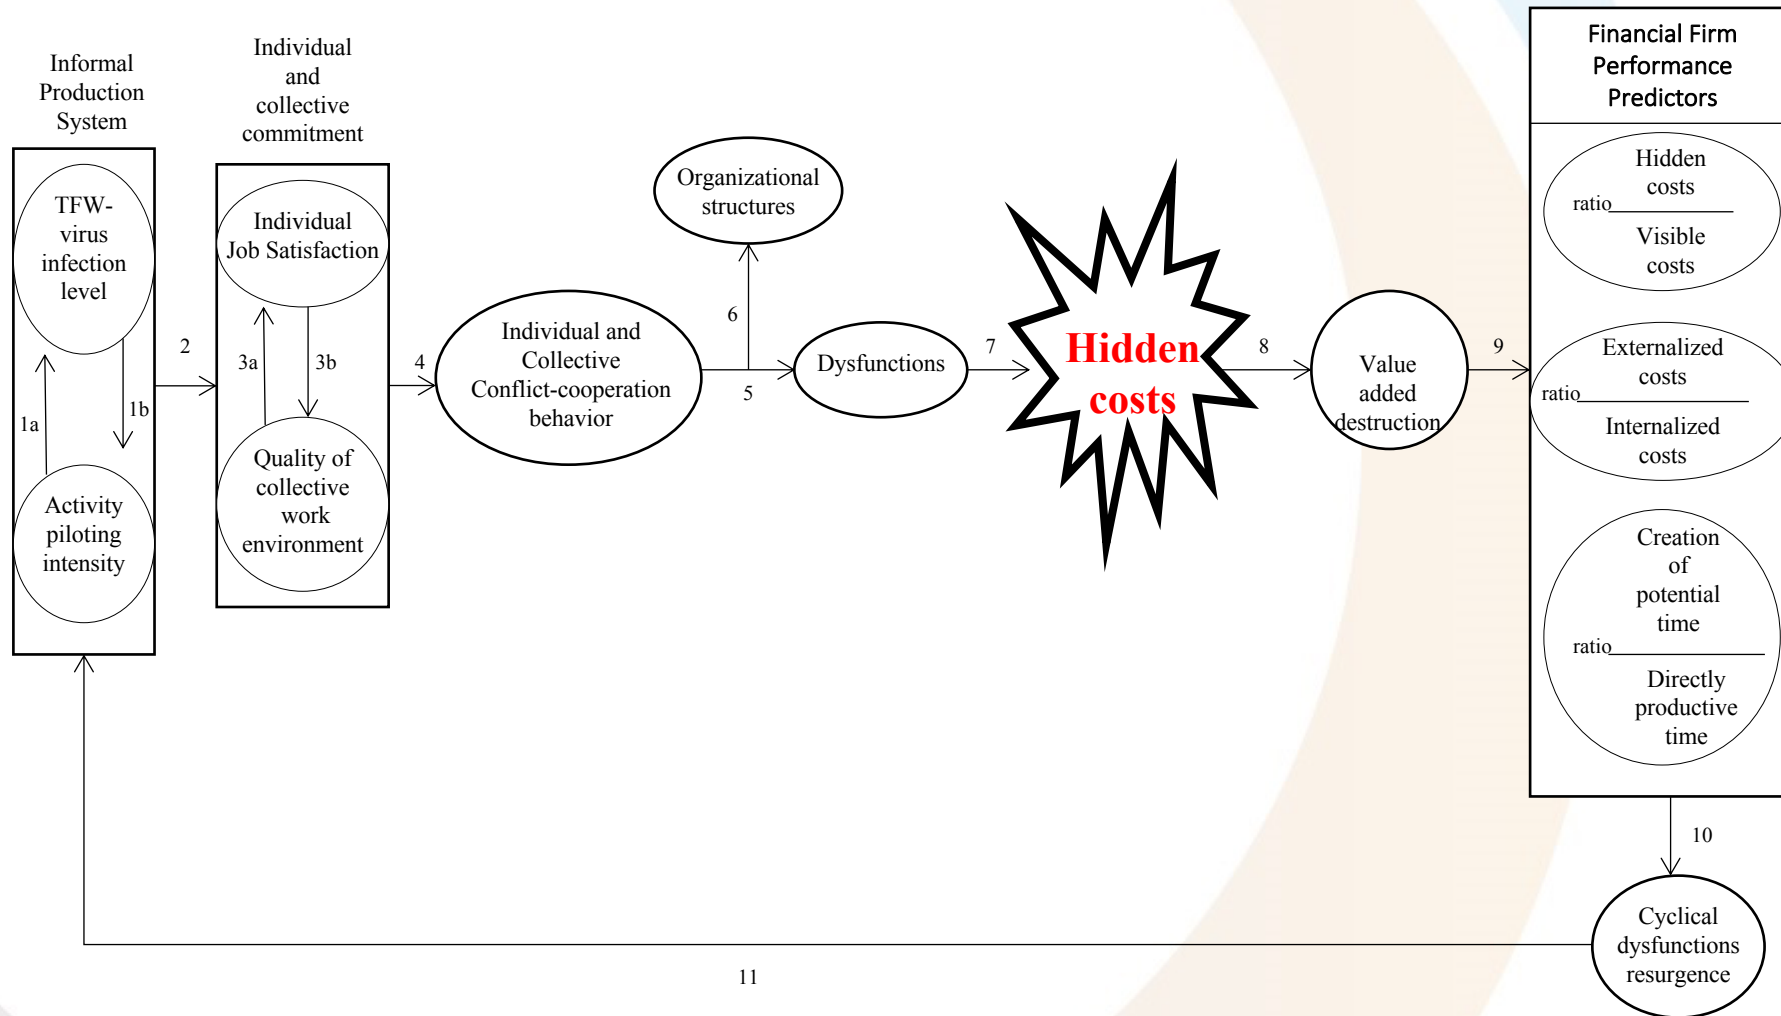 Informal
Production
System
TFW-
virus
infection
level
1a
1b
Activity
piloting
intensity
2
Individual
and
collective
commitment
Individual
Job Satisfaction
3a
3b
Quality of
collective
work
environment
4
Individual and
Collective
Conflict-cooperation
behavior
Organizational
structures
6
5
Dysfunctions
7
Hidden
costs
8
Value
added
destruction
9
Financial Firm
Performance
Predictors
Hidden
costs
ratio
Visible
costs
Externalized
costs
ratio
Internalized
costs
Creation
of
potential
time
ratio
Directly
productive
time
10
Cyclical
dysfunctions
resurgence
11